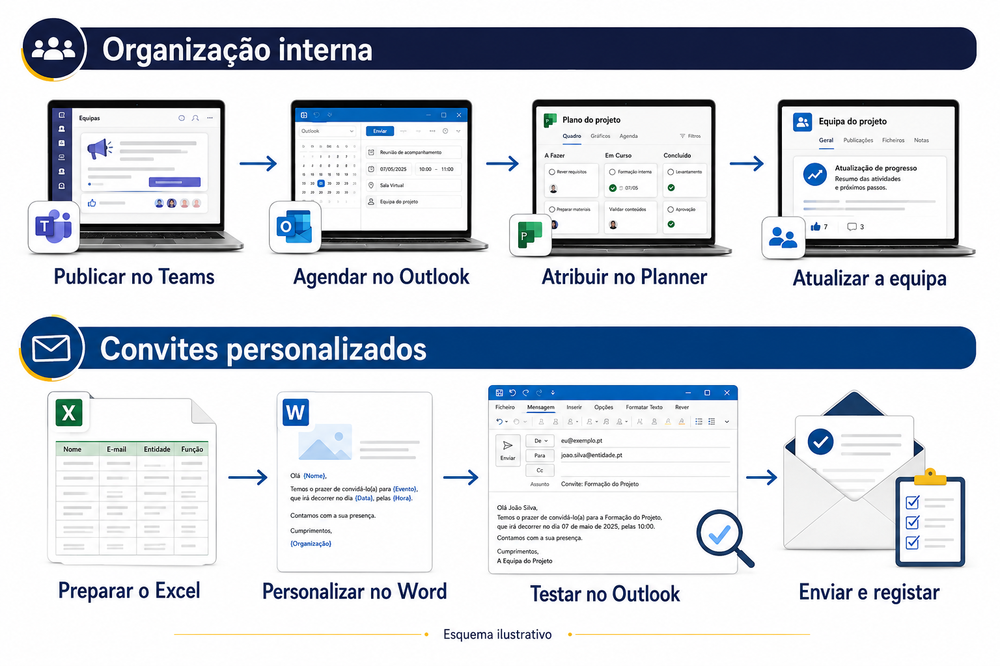 Organização interna
Equipas
T
Publicar no Teams
Outlook
Enviar
Reunião de acompanhamento
07/05/2025
10:00 – 11:00
Sala Virtual
Equipa do projeto
O
Agendar no Outlook
P
Plano do projeto
Quadro Gráficos Agenda
Filtros
A Fazer Em Curso Concluído
Rever requisitos Formação interna Levantamento
07/05
Preparar materiais Validar conteúdos Aprovação
P
Atribuir no Planner
Equipa do projeto
Geral Publicações Ficheiros Notas
Atualização de progresso
Resumo das atividades
e próximos passos.
7 3
Atualizar a equipa
Convites personalizados
X
Nome E-mail Entidade Função
Preparar o Excel
W
Olá {Nome},
Temos o prazer de convidá-lo(a) para {Evento},
que irá decorrer no dia {Data}, pelas {Hora}.
Contamos com a sua presença.
Cumprimentos,
{Organização}
Personalizar no Word
Ficheiro Mensagem Inserir Opções Formatar Texto Rever
Enviar
De eu@exemplo.pt
Para joao.silva@entidade.pt
Cc
Assunto Convite: Formação do Projeto
Olá João Silva,
Temos o prazer de convidá-lo(a) para a Formação do Projeto,
que irá decorrer no dia 07 de maio de 2025, pelas 10:00.
Contamos com a sua presença.
Cumprimentos,
A Equipa do Projeto
Testar no Outlook
Enviar e registar
Esquema ilustrativo